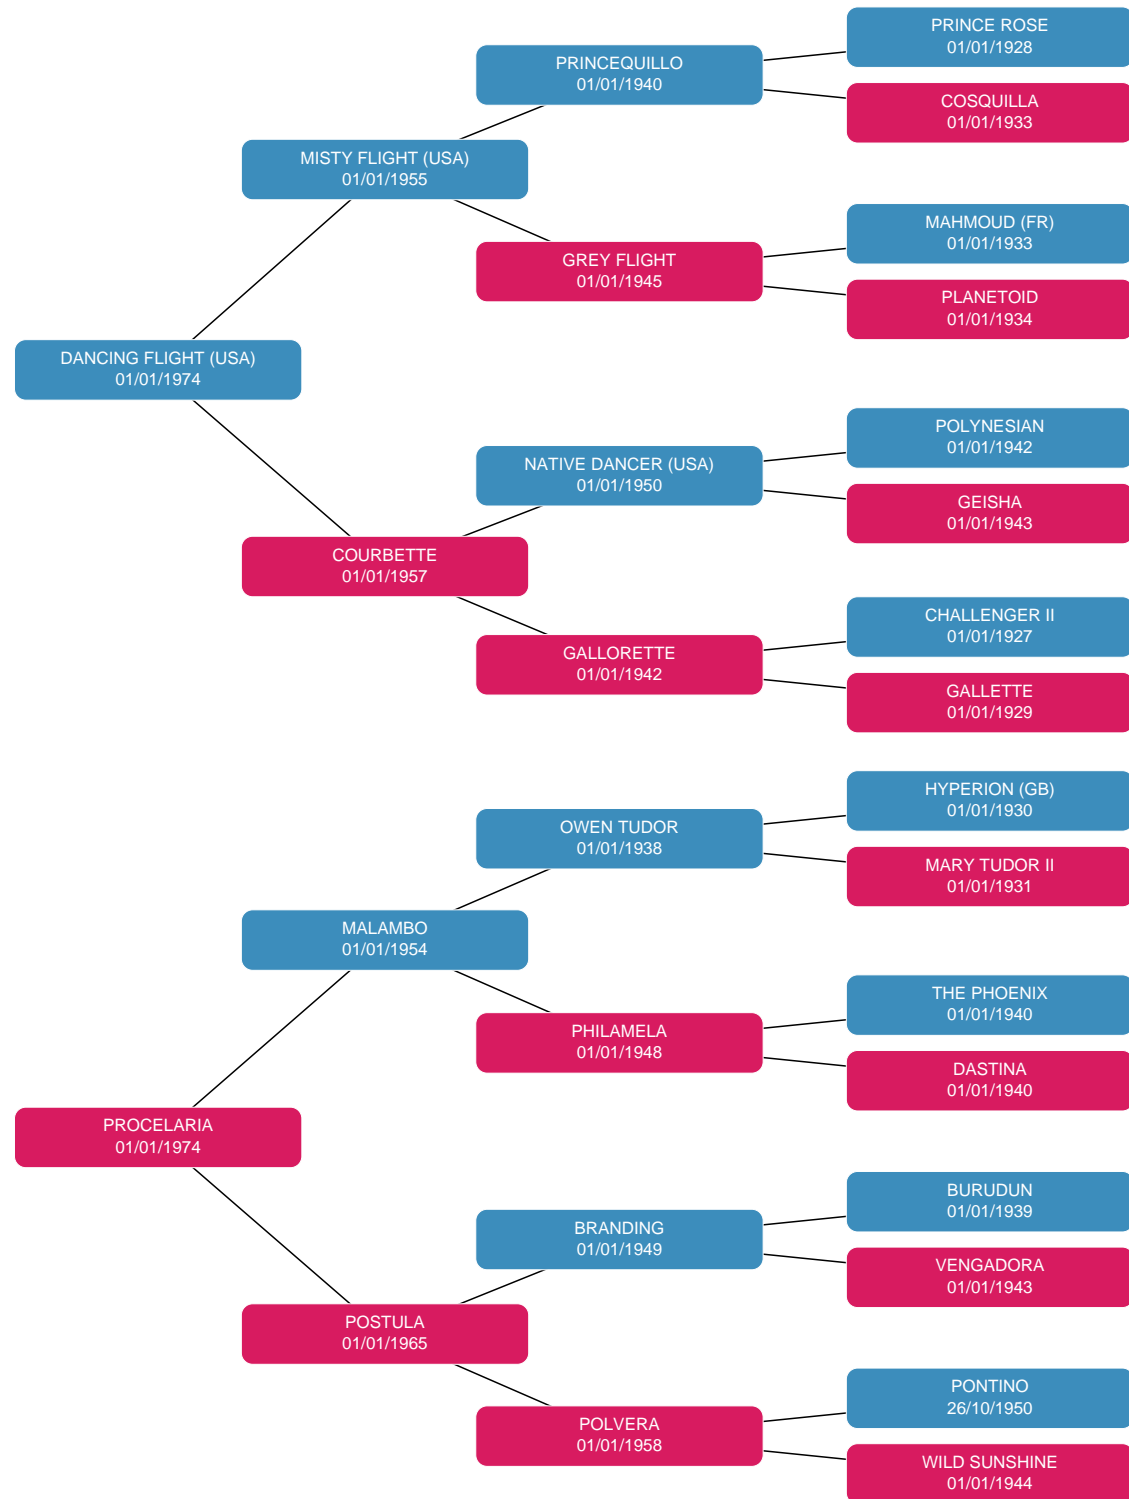 PRINCE ROSE
01/01/1928
PRINCEQUILLO
01/01/1940
COSQUILLA
01/01/1933
MISTY FLIGHT (USA)
01/01/1955
MAHMOUD (FR)
01/01/1933
GREY FLIGHT
01/01/1945
PLANETOID
01/01/1934
DANCING FLIGHT (USA)
01/01/1974
POLYNESIAN
01/01/1942
NATIVE DANCER (USA)
01/01/1950
GEISHA
01/01/1943
COURBETTE
01/01/1957
CHALLENGER II
01/01/1927
GALLORETTE
01/01/1942
GALLETTE
01/01/1929
HYPERION (GB)
01/01/1930
OWEN TUDOR
01/01/1938
MARY TUDOR II
01/01/1931
MALAMBO
01/01/1954
THE PHOENIX
01/01/1940
PHILAMELA
01/01/1948
DASTINA
01/01/1940
PROCELARIA
01/01/1974
BURUDUN
01/01/1939
BRANDING
01/01/1949
VENGADORA
01/01/1943
POSTULA
01/01/1965
PONTINO
26/10/1950
POLVERA
01/01/1958
WILD SUNSHINE
01/01/1944